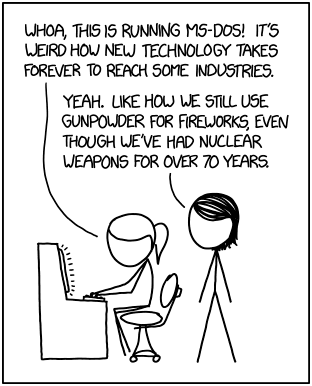 WHOA, THIS IS RUNNING MS-DOS! IT'S
WEIRD HOW NEW TECHNOLOGY TAKES
FOREVER TO REACH SOME INDUSTRIES.
YEAH. LIKE HOW WE STILL USE
GUNPOWDER FOR FIREWORKS, EVEN
THOUGH WE'VE HAD NUCLEAR
WEAPONS FOR OVER 70 YEARS.